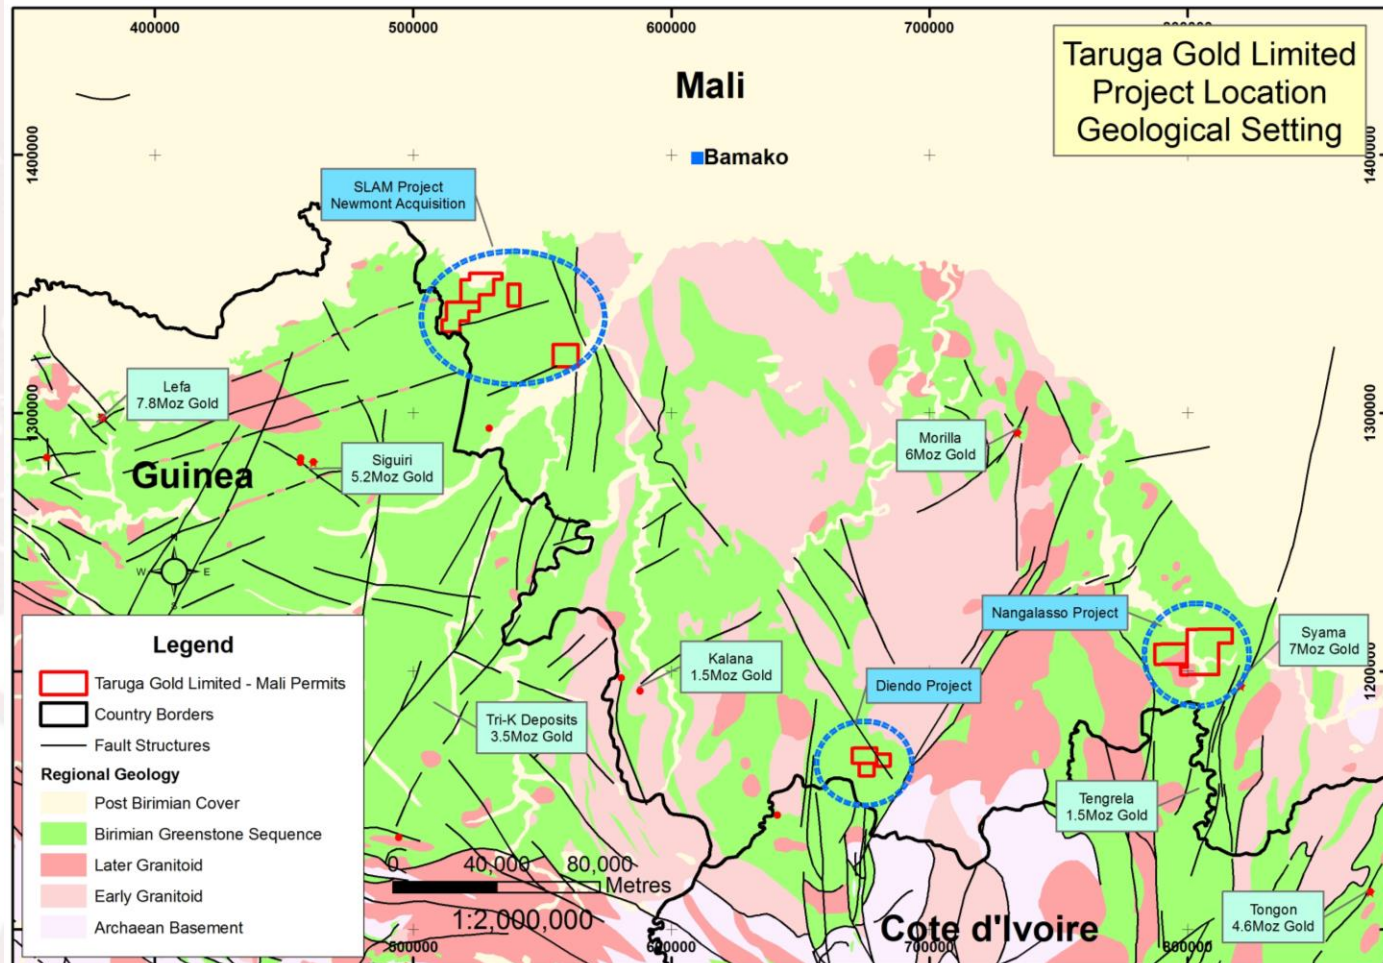 400000
500000
600000
700000
Taruga Gold Limited
Project Location
Geological Setting
Mali
Bamako
1400000
1400000
SLAM Project
Newmont Acquisition
Lefa
7.8Moz Gold
1300000
1300000
Guinea
Siguiri
5.2Moz Gold
Morilla
6Moz Gold
N
W
E
S
Nangalasso Project
Syama
7Moz Gold
Kalana
1.5Moz Gold
Diendo Project
1200000
Tri-K Deposits
3.5Moz Gold
Tengrela
1.5Moz Gold
Legend
Taruga Gold Limited - Mali Permits
Country Borders
Fault Structures
Regional Geology
Post Birimian Cover
Birimian Greenstone Sequence
Later Granitoid
Early Granitoid
Archaean Basement
0 40,000 80,000
Metres
1:2,000,000
Cote d'Ivoire
Tongon
4.6Moz Gold
500000
600000
700000
800000